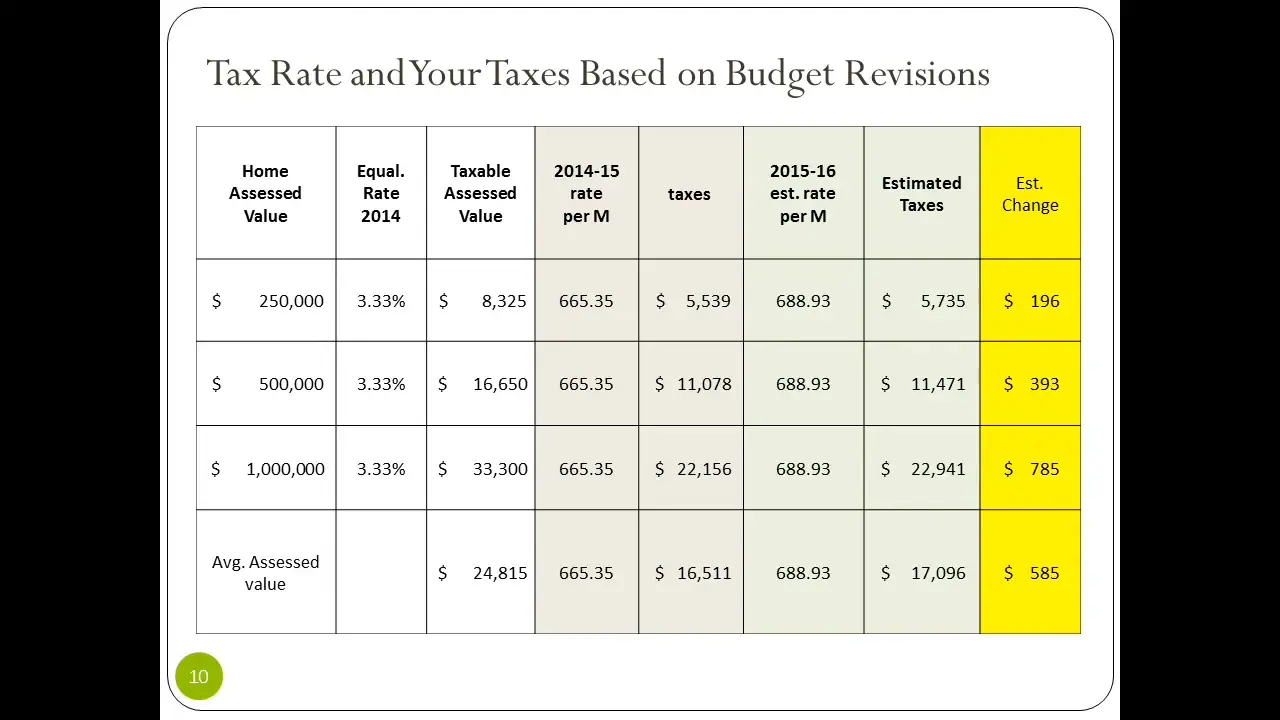 Tax Rate and Your Taxes Based on Budget Revisions
Home Assessed Value | Equal. Rate 2014 | Taxable Assessed Value | 2014-15 rate per M | taxes | 2015-16 est. rate per M | Estimated Taxes | Est. Change
$ 250,000 | 3.33% | $ 8,325 | 665.35 | $ 5,539 | 688.93 | $ 5,735 | $ 196
$ 500,000 | 3.33% | $ 16,650 | 665.35 | $ 11,078 | 688.93 | $ 11,471 | $ 393
$ 1,000,000 | 3.33% | $ 33,300 | 665.35 | $ 22,156 | 688.93 | $ 22,941 | $ 785
Avg. Assessed value | | $ 24,815 | 665.35 | $ 16,511 | 688.93 | $ 17,096 | $ 585
10